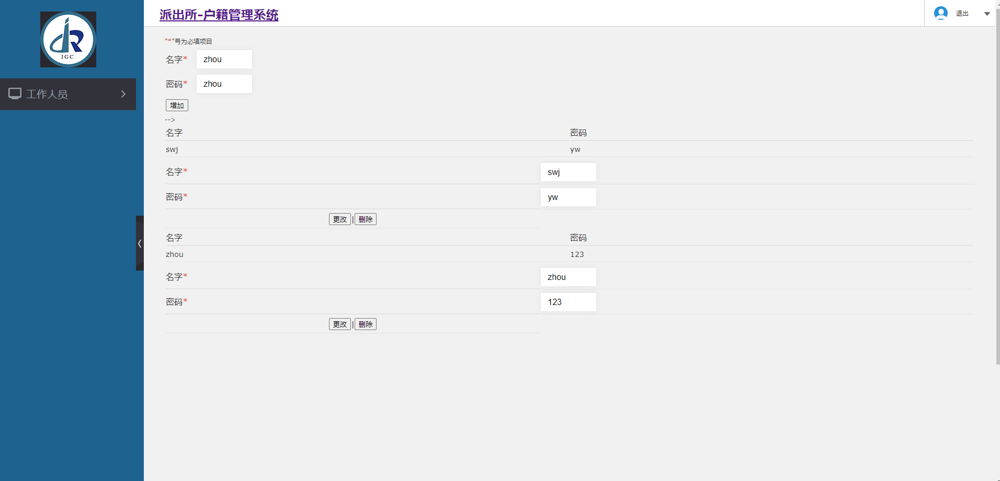 IGC
工作人员
派出所-户籍管理系统
退出
"*"号为必填项目
名字* zhou
密码* zhou
增加
-->
名字 密码
swj yw
名字* swj
密码* yw
更改|删除
名字 密码
zhou 123
名字* zhou
密码* 123
更改|删除